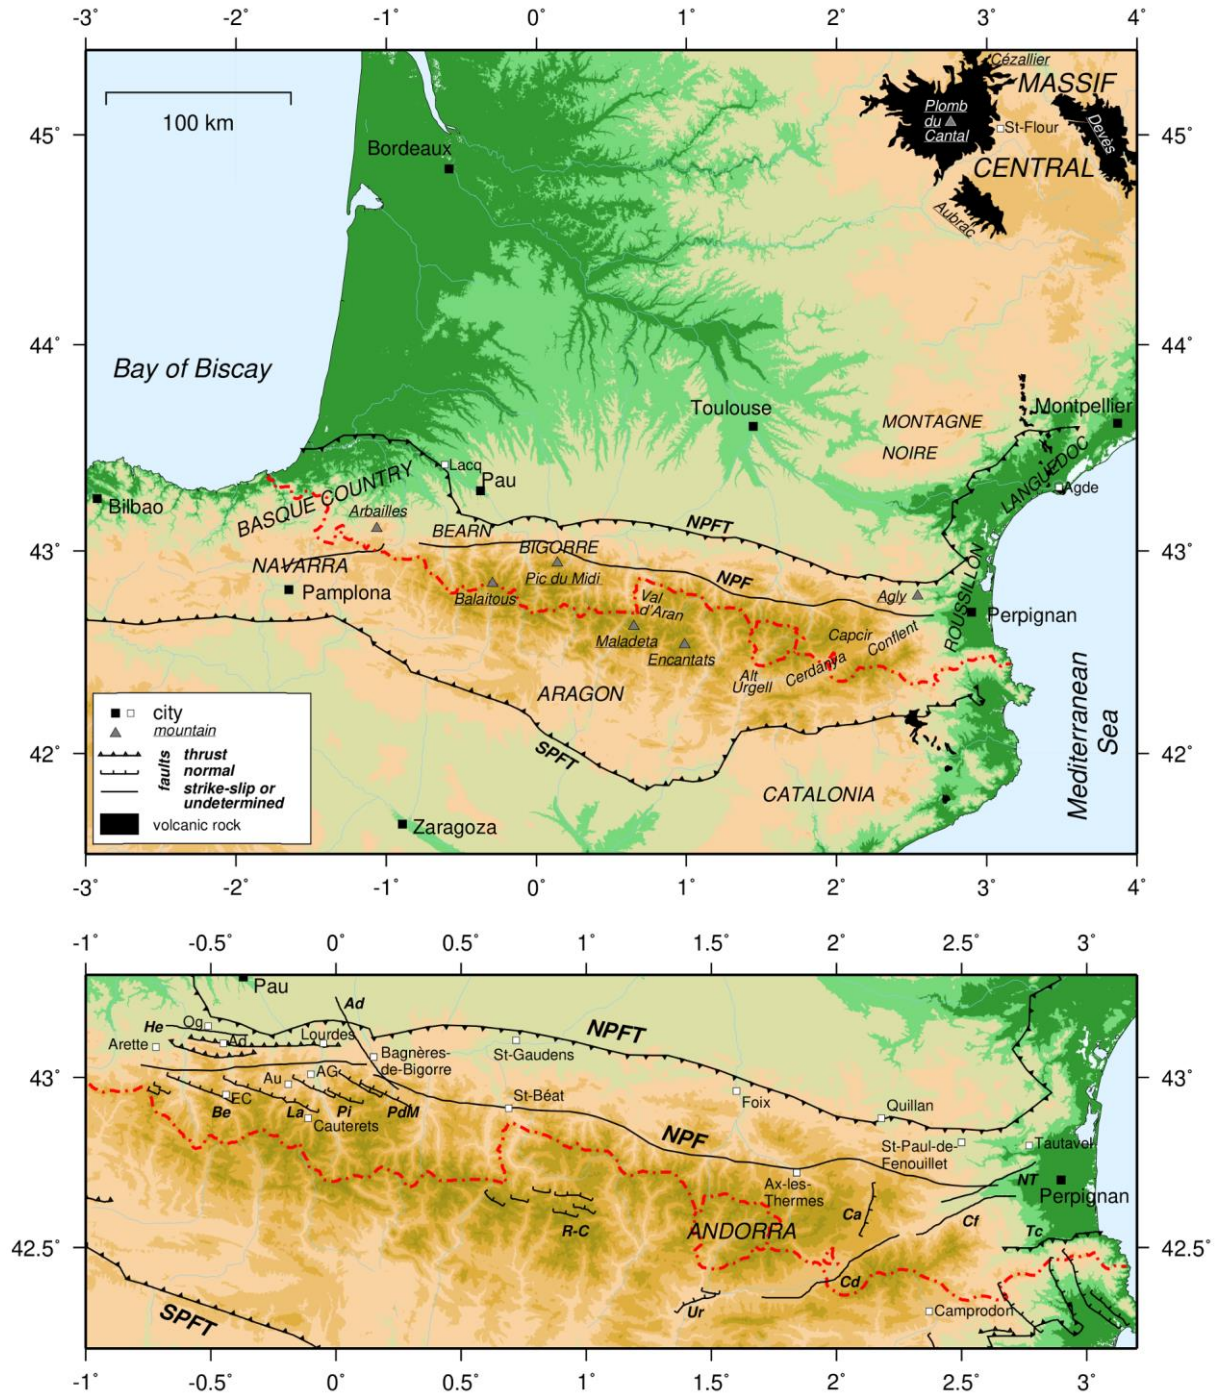 -3 -2 -1 0 1 2 3 4
Cézallier
MASSIF
Plomb
du
Cantal
St-Flour
Devès
CENTRAL
Aubrac
100 km
45°
45°
Bordeaux
44°
44°
Bay of Biscay
Toulouse
MONTAGNE
NOIRE
Montpellier
LANGUEDOC
Agde
Lacq
Pau
Bilbao
BASQUE COUNTRY
Arbailles
BEARN
NPFT
43°
43°
NAVARRA
BIGORRE
Pic du Midi
NPF
Pamplona
Balaitous
Val
d'Aran
Agly
ROUSSILLON
Perpignan
Maladeta
Encantats
Capcir
Conflent
Cerdanya
Alt
Urgell
ARAGON
SPFT
42°
42°
CATALONIA
Mediterranean
Sea
Zaragoza
city
mountain
faults
thrust
normal
strike-slip or
undetermined
volcanic rock
-3° -2° -1° 0° 1° 2° 3° 4°
-1 -0.5° 0° 0.5° 1° 1.5° 2° 2.5° 3°
Pau
Ad
He
Og
Ad
Lourdes
NPFT
Arette
Bagnères-
de-Bigorre
St-Gaudens
43°
43°
Au
AG
EC
Be
La
Pi
PdM
Cauterets
St-Béat
Foix
Quillan
NPF
St-Paul-de-
Fenouillet
Tautavel
Ax-les-
Thermes
NT
Perpignan
Ca
Cf
Tc
R-C
ANDORRA
42.5°
42.5°
Cd
Ur
SPFT
Camprodon
-1° -0.5° 0° 0.5° 1° 1.5° 2° 2.5° 3°